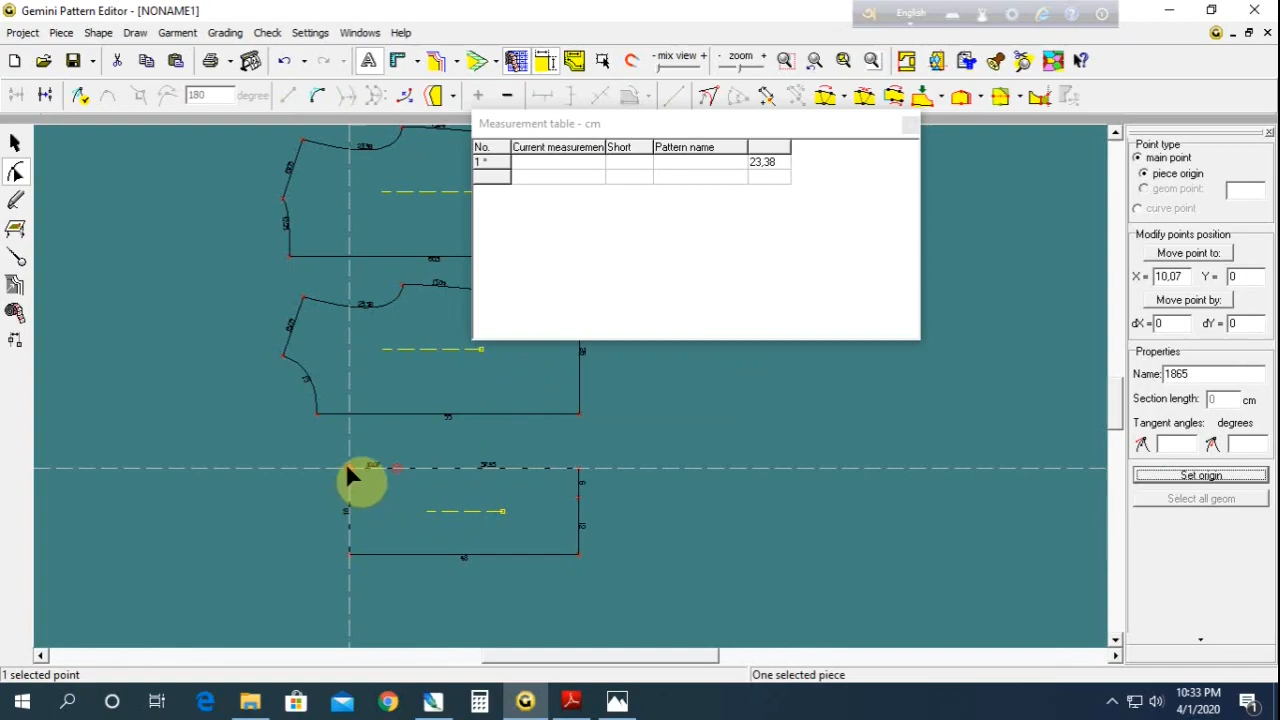 Gemini Pattern Editor - [NONAME1]
English
Project Piece Shape Draw Garment Grading Check Settings Windows Help
mix view + - zoom +
180 degree
Measurement table - cm
No. Current measuremen Short Pattern name
1 * 23,38
Point type
main point
piece origin
geom point:
curve point
Modify points position
Move point to:
X = 10,07 Y = 0
Move point by:
dX = 0 dY = 0
Properties
Name: 1865
Section length: 0 cm
Tangent angles: degrees
Set origin
Select all geom
23,38
55
48
1 selected point One selected piece
10:33 PM
4/1/2020